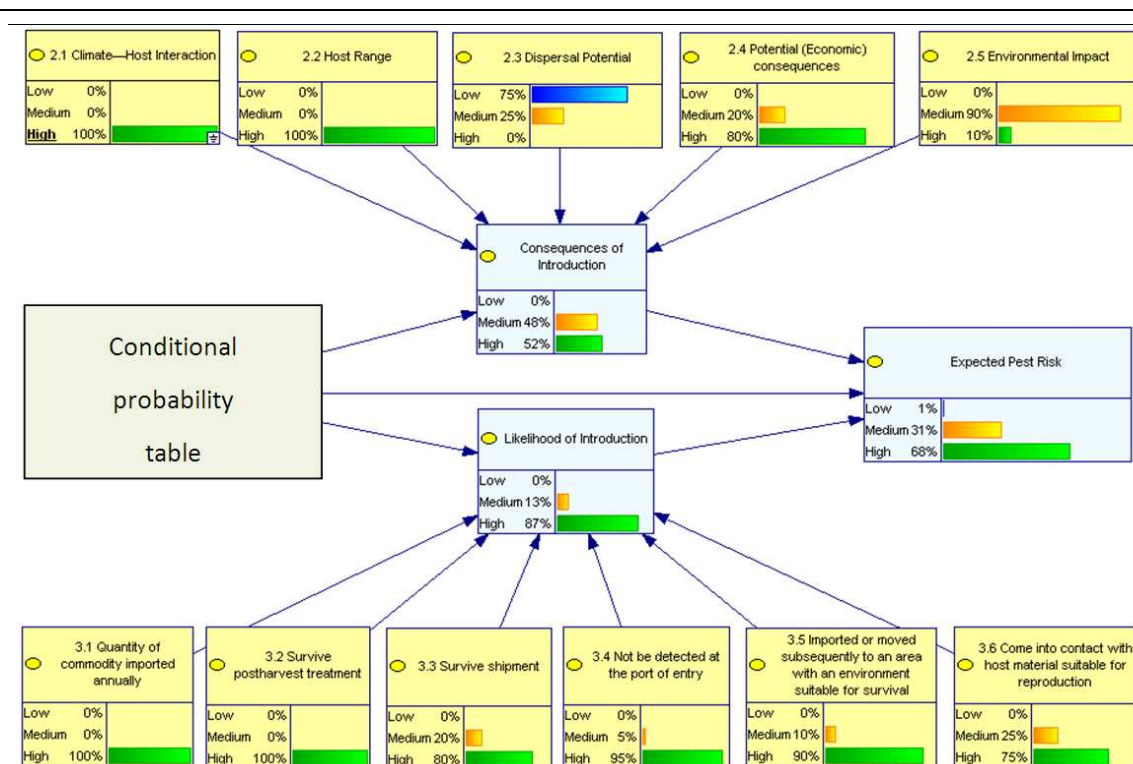 2.1 Climate—Host Interaction
Low 0%
Medium 0%
High 100%
2.2 Host Range
Low 0%
Medium 0%
High 100%
2.3 Dispersal Potential
Low 75%
Medium 25%
High 0%
2.4 Potential (Economic)
consequences
Low 0%
Medium 20%
High 80%
2.5 Environmental Impact
Low 0%
Medium 90%
High 10%
Consequences of
Introduction
Low 0%
Medium 48%
High 52%
Conditional
probability
table
Expected Pest Risk
Low 1%
Medium 31%
High 68%
Likelihood of Introduction
Low 0%
Medium 13%
High 87%
3.1 Quantity of
commodity imported
annually
Low 0%
Medium 0%
High 100%
3.2 Survive
postharvest treatment
Low 0%
Medium 0%
High 100%
3.3 Survive shipment
Low 0%
Medium 20%
High 80%
3.4 Not be detected at
the port of entry
Low 0%
Medium 5%
High 95%
3.5 Imported or moved
subsequently to an area
with an environment
suitable for survival
Low 0%
Medium 10%
High 90%
3.6 Come into contact with
host material suitable for
reproduction
Low 0%
Medium 25%
High 75%